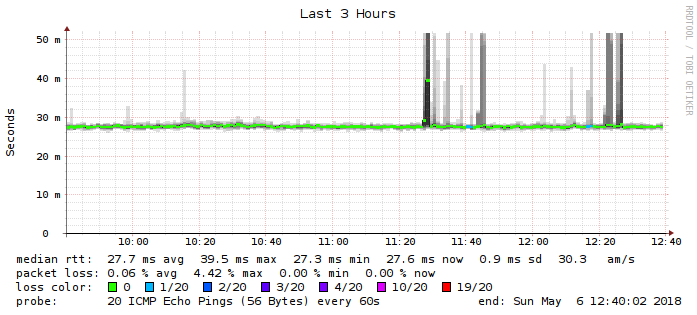 Last 3 Hours
RRDTOOL / TOBI OETIKER
Seconds
50 m
40 m
30 m
20 m
10 m
0
10:00 10:20 10:40 11:00 11:20 11:40 12:00 12:20 12:40
median rtt: 27.7 ms avg 39.5 ms max 27.3 ms min 27.6 ms now 0.9 ms sd 30.3 am/s
packet loss: 0.06 % avg 4.42 % max 0.00 % min 0.00 % now
loss color: 0 1/20 2/20 3/20 4/20 10/20 19/20
probe: 20 ICMP Echo Pings (56 Bytes) every 60s end: Sun May 6 12:40:02 2018